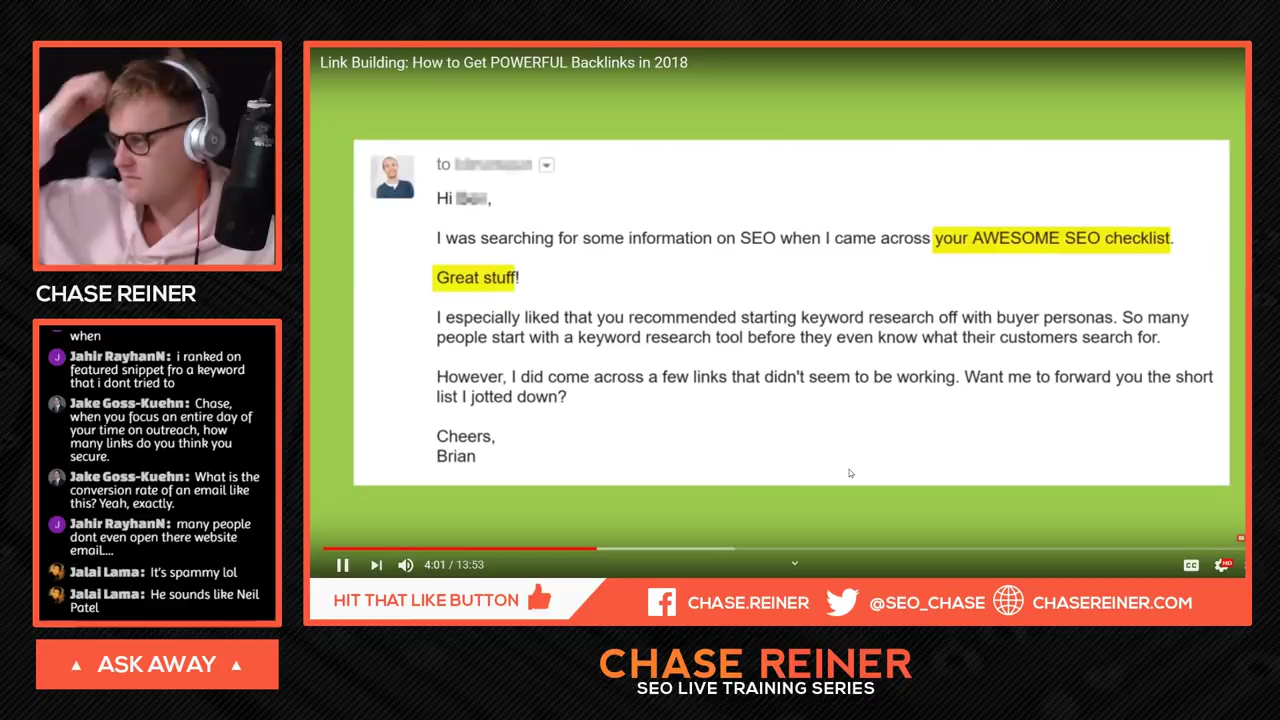 Link Building: How to Get POWERFUL Backlinks in 2018
to
Hi ,
I was searching for some information on SEO when I came across your AWESOME SEO checklist.
Great stuff!
I especially liked that you recommended starting keyword research off with buyer personas. So many
people start with a keyword research tool before they even know what their customers search for.
However, I did come across a few links that didn't seem to be working. Want me to forward you the short
list I jotted down?
Cheers,
Brian
4:01 / 13:53
CC
HD
CHASE REINER
when
J
Jahir RayhanN: i ranked on
featured snippet fro a keyword
that i dont tried to
Jake Goss-Kuehn: Chase,
when you focus an entire day of
your time on outreach, how
many links do you think you
secure.
Jake Goss-Kuehn: What is the
conversion rate of an email like
this? Yeah, exactly.
J
Jahir RayhanN: many people
dont even open there website
email....
Jalai Lama: It's spammy lol
Jalai Lama: He sounds like Neil
Patel
ASK AWAY
HIT THAT LIKE BUTTON
CHASE.REINER
@SEO_CHASE
CHASEREINER.COM
CHASE REINER
SEO LIVE TRAINING SERIES